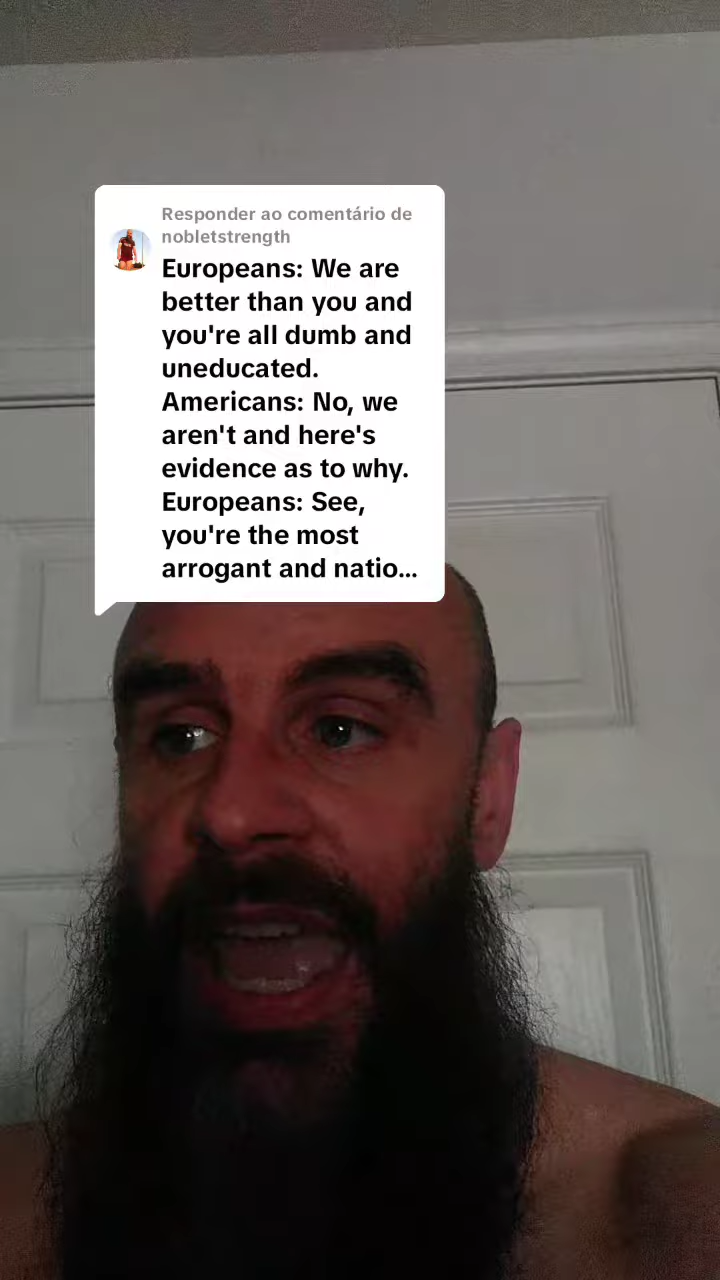 Responder ao comentário de
nobletstrength
Europeans: We are
better than you and
you're all dumb and
uneducated.
Americans: No, we
aren't and here's
evidence as to why.
Europeans: See,
you're the most
arrogant and natio...